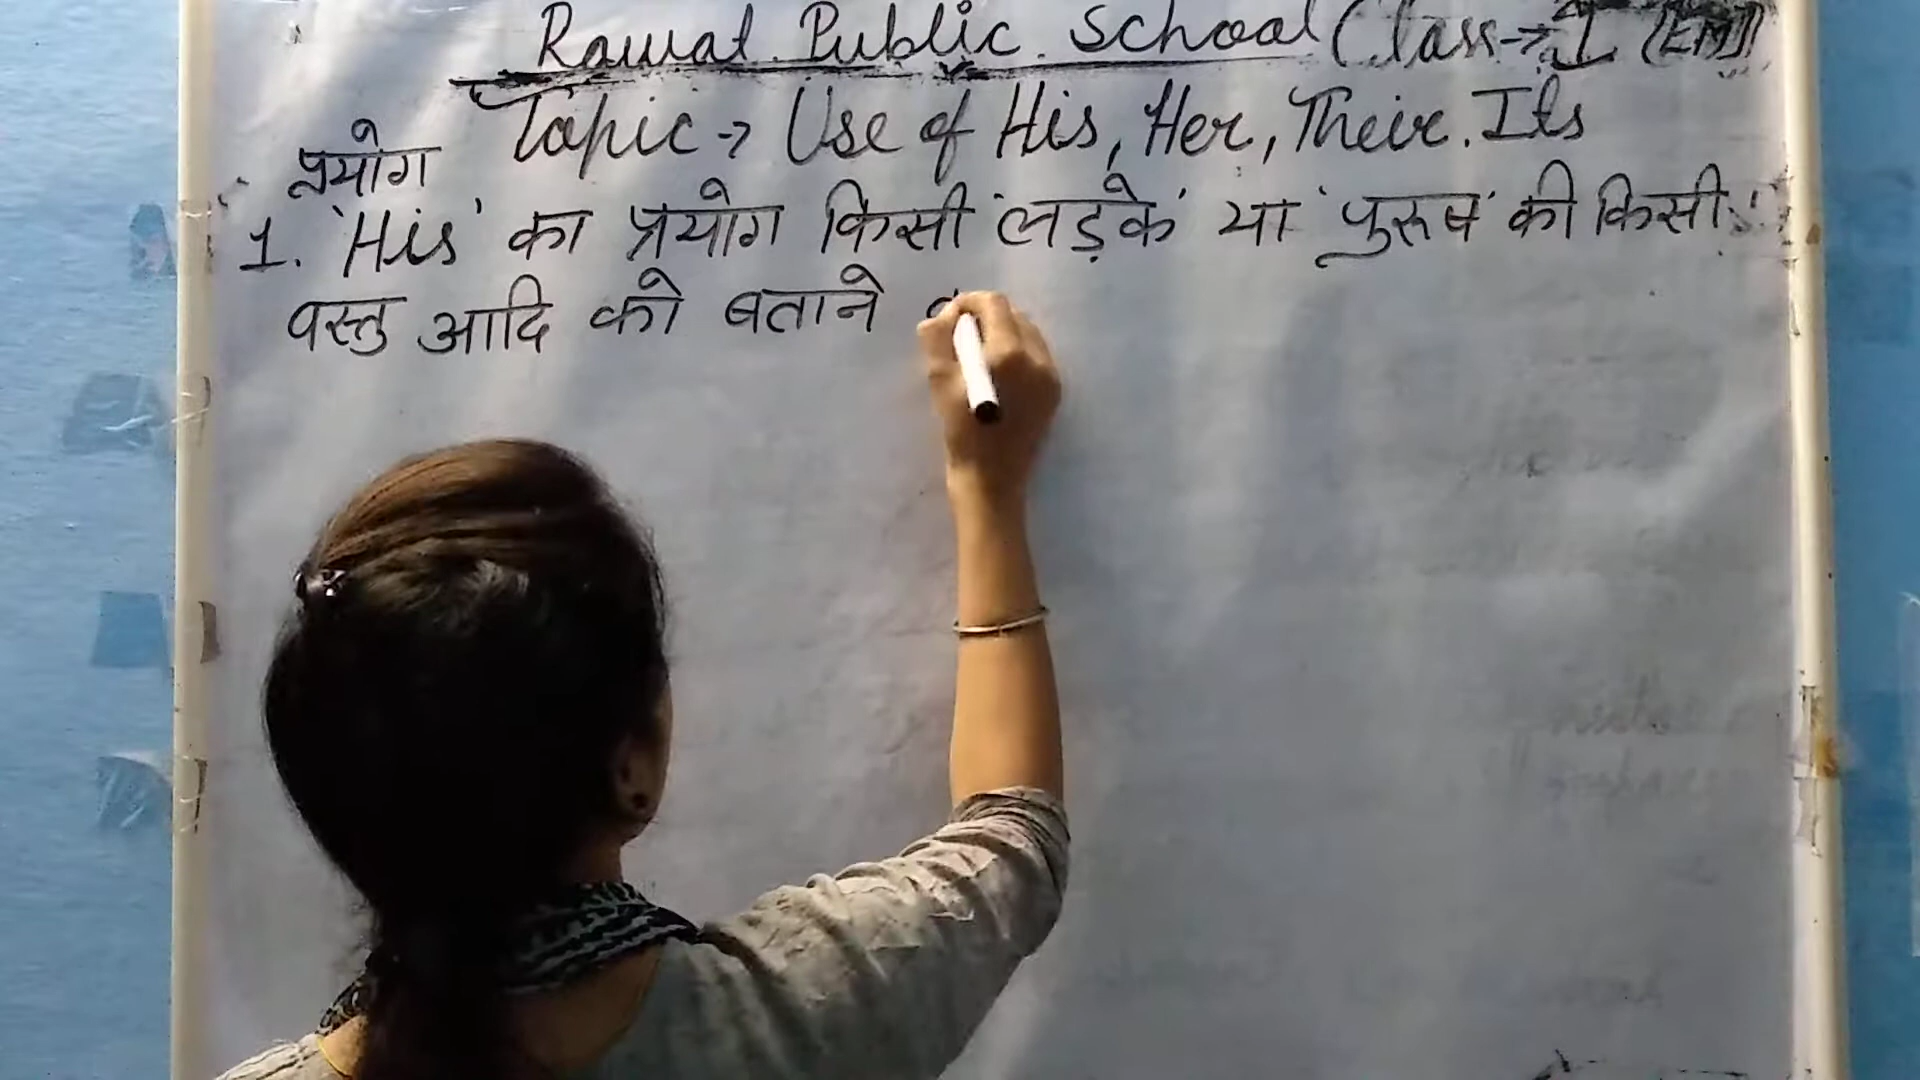 Rawat Public School (Class → I (EM))
Topic → Use of His, Her, Their. Its
प्रयोग
1. 'His' का प्रयोग किसी 'लड़के' या 'पुरूष' की किसी
वस्तु आदि को बताने